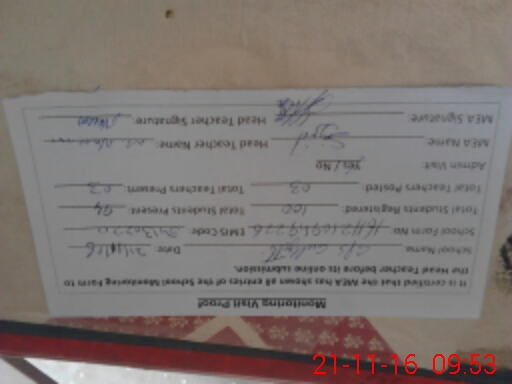 Monitoring Visit Proof
It is certified that the MEA has shown all entries of the School Monitoring Form to
the Head Teacher before its online submission.
School Name: GPS Date: 21/11/16
School Form No: EMIS Code:
Total Students Registered: 100 Total Students Present: 94
Total Teachers Posted: 03 Total Teachers Present: 03
Admin Visit: Yes / No
MEA Name: Head Teacher Name:
MEA Signature: Head Teacher Signature:
21-11-16 09:53